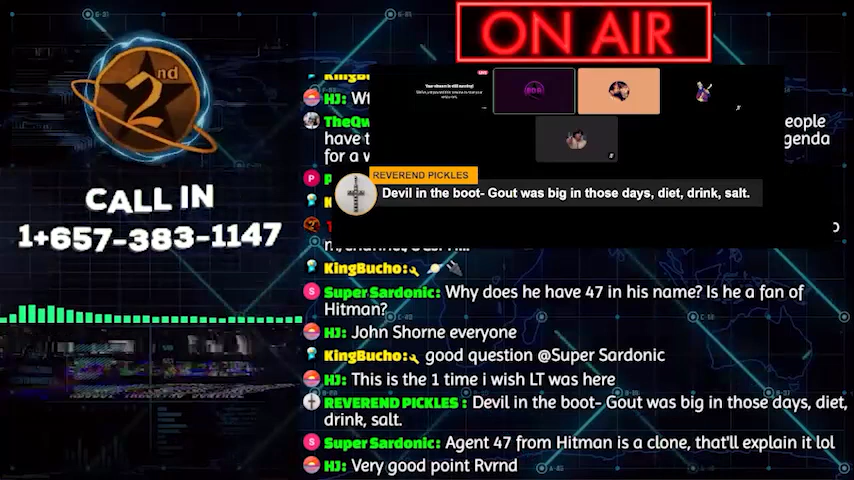 2nd
CALL IN
1+657-383-1147
ON AIR
HJ:
TheQw
have t
for a w
eople
genda
REVEREND PICKLES
Devil in the boot- Gout was big in those days, diet, drink, salt.
KingBucho:
Super Sardonic: Why does he have 47 in his name? Is he a fan of
Hitman?
HJ: John Shorne everyone
KingBucho: good question @Super Sardonic
HJ: This is the 1 time i wish LT was here
REVEREND PICKLES : Devil in the boot- Gout was big in those days, diet,
drink, salt.
Super Sardonic: Agent 47 from Hitman is a clone, that'll explain it lol
HJ: Very good point Rvrnd